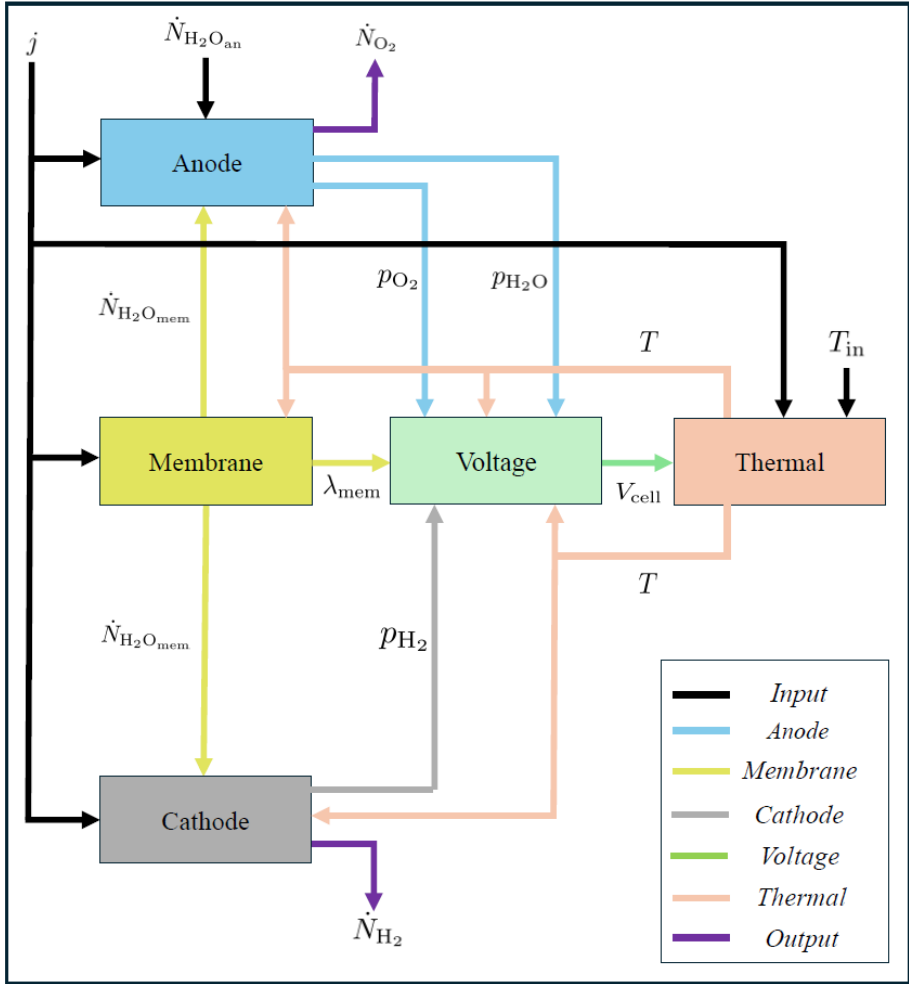 j
Ṅ_H₂O_an
Ṅ_O₂
Anode
p_O₂
p_H₂O
Ṅ_H₂O_mem
T
T_in
Membrane
λ_mem
Voltage
V_cell
Thermal
T
Ṅ_H₂O_mem
p_H₂
Cathode
Ṅ_H₂
Input
Anode
Membrane
Cathode
Voltage
Thermal
Output